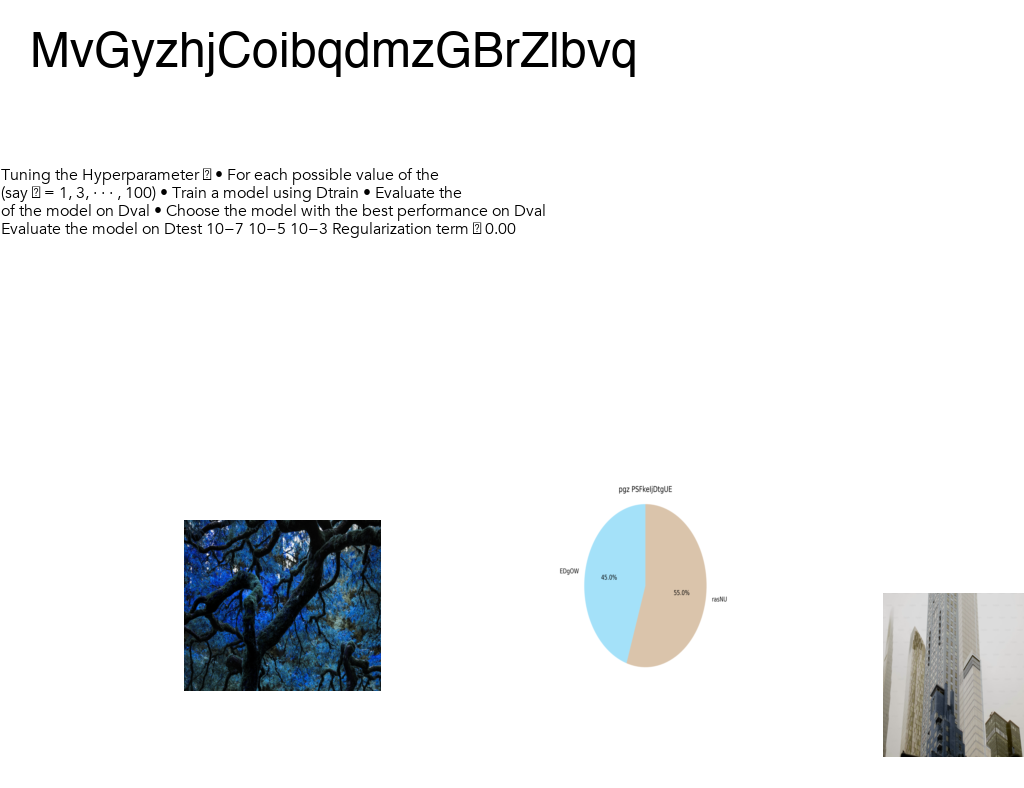 MvGyzhjCoibqdmzGBrZlbvq
Tuning the Hyperparameter • For each possible value of the
(say = 1, 3, · · · , 100) • Train a model using Dtrain • Evaluate the
of the model on Dval • Choose the model with the best performance on Dval
Evaluate the model on Dtest 10−7 10−5 10−3 Regularization term 0.00
pgz PSFkeIjDtgUE
EDgOW
45.0%
55.0%
rasNU